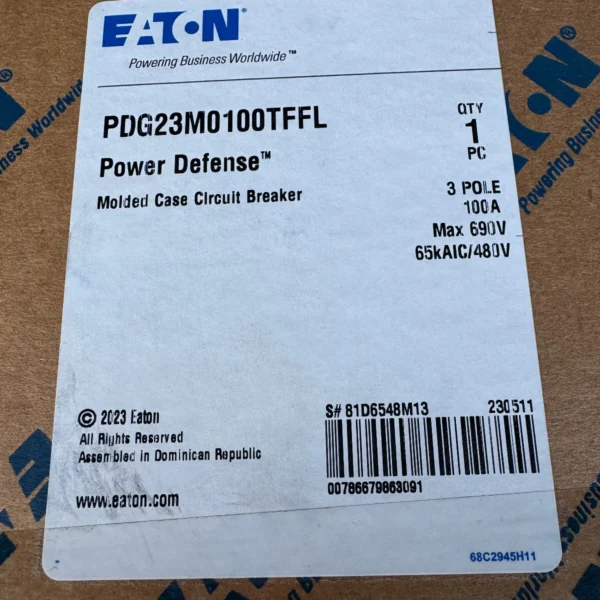 EATON
Powering Business Worldwide™
PDG23M0100TFFL
QTY
1
PC
Power Defense™
Molded Case Circuit Breaker
3 POLE
100A
Max 690V
65kAIC/480V
© 2023 Eaton
All Rights Reserved
Assembled in Dominican Republic
www.eaton.com
S# 81D6548M13 230511
00786679863091
68C2945H11